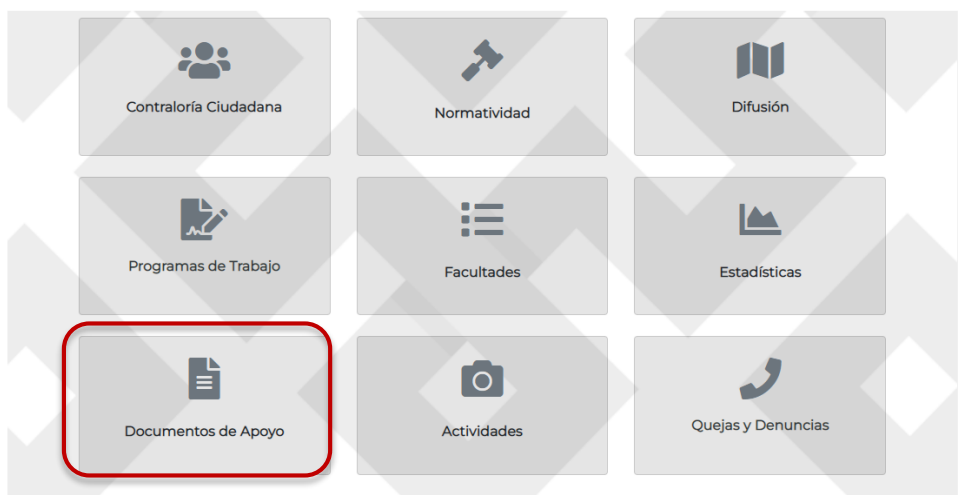 Contraloría Ciudadana
Normatividad
Difusión
Programas de Trabajo
Facultades
Estadísticas
Documentos de Apoyo
Actividades
Quejas y Denuncias